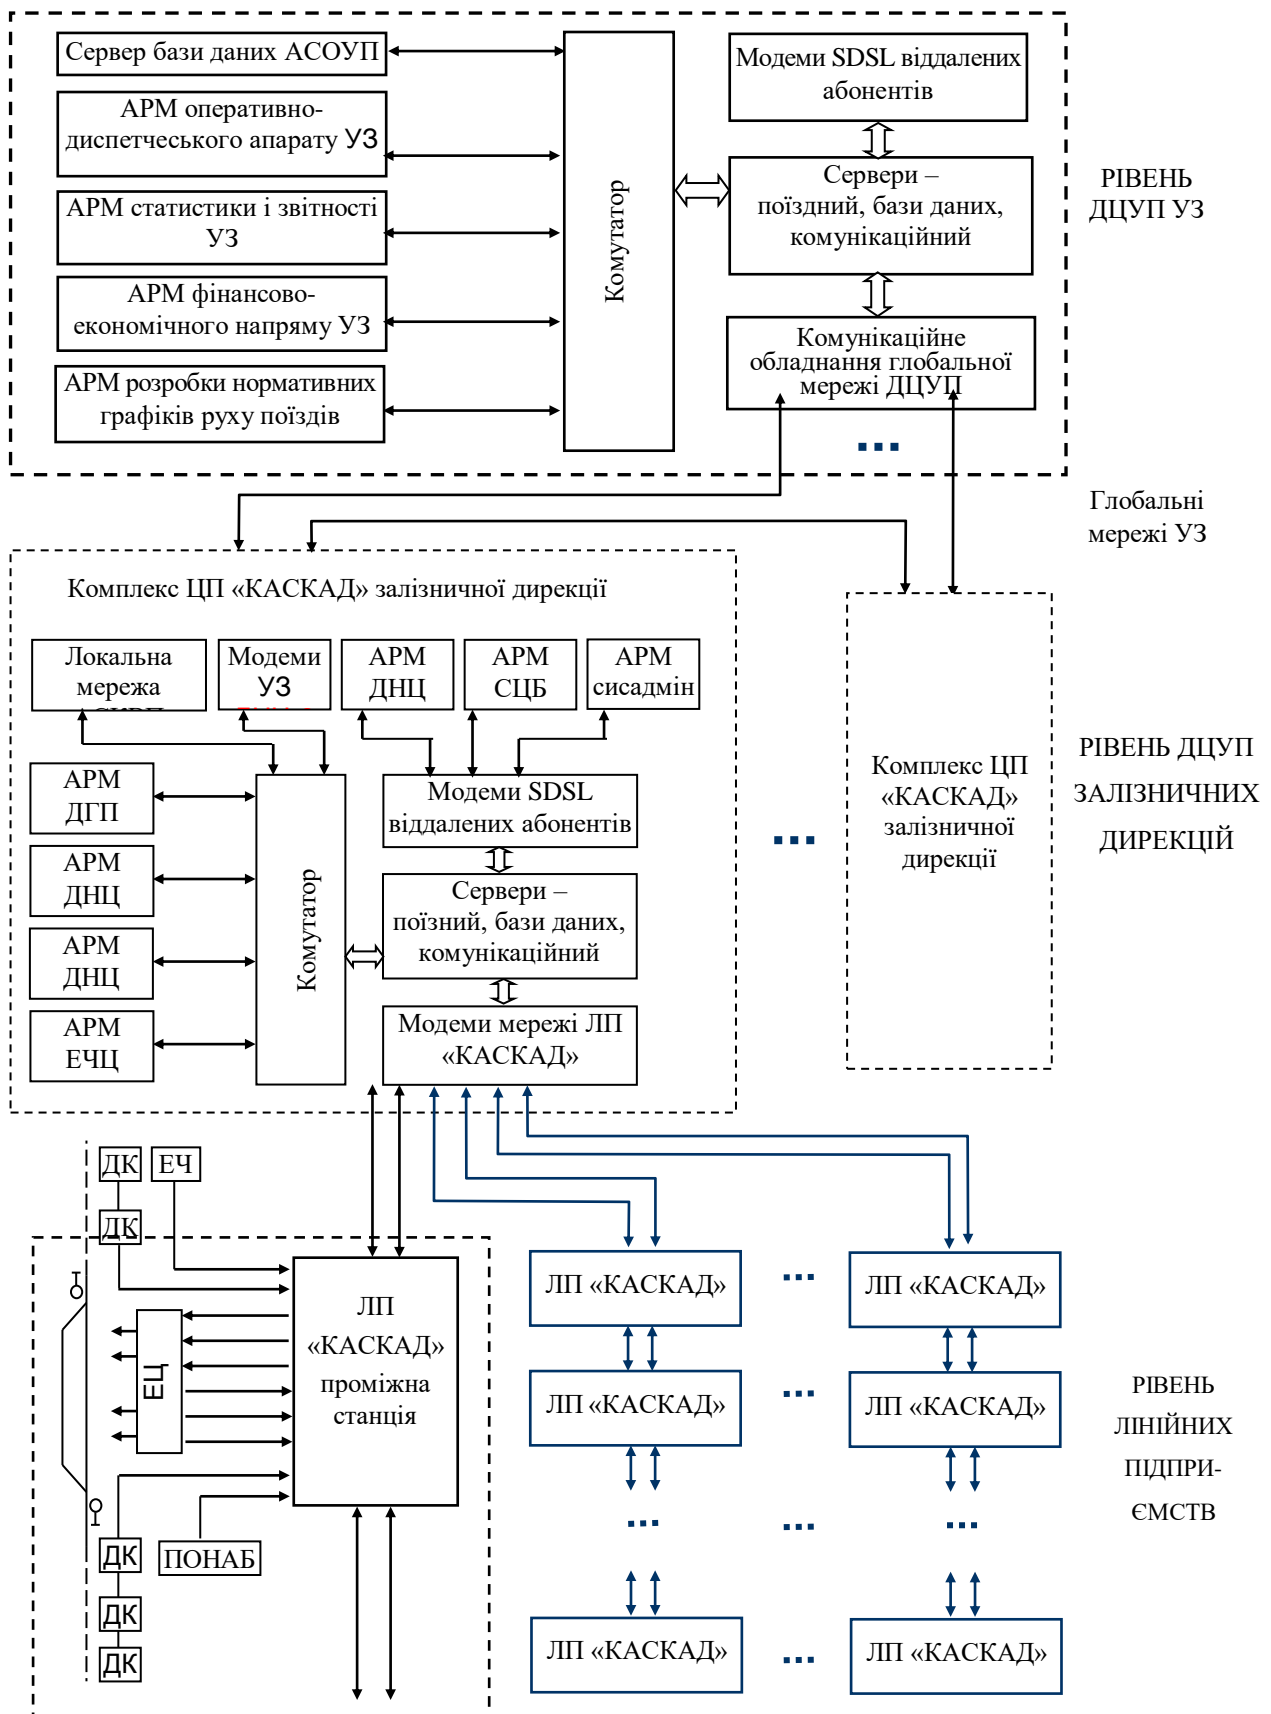 Сервер бази даних АСОУП
АРМ оперативно-
диспетчеського апарату УЗ
АРМ статистики і звітності
УЗ
АРМ фінансово-
економічного напряму УЗ
АРМ розробки нормативних
графіків руху поїздів
Комутатор
Модеми SDSL віддалених
абонентів
Сервери –
поїздний, бази даних,
комунікаційний
Комунікаційне
обладнання глобальної
мережі ДЦУП
...
РІВЕНЬ
ДЦУП УЗ
Глобальні
мережі УЗ
Комплекс ЦП «КАСКАД» залізничної дирекції
Локальна
мережа
Модеми
УЗ
АРМ
ДНЦ
АРМ
СЦБ
АРМ
сисадмін
АРМ
ДГП
АРМ
ДНЦ
АРМ
ДНЦ
АРМ
ЕЧЦ
Комутатор
Модеми SDSL
віддалених абонентів
Сервери –
поїзний, бази даних,
комунікаційний
Модеми мережі ЛП
«КАСКАД»
...
Комплекс ЦП
«КАСКАД»
залізничної
дирекції
РІВЕНЬ ДЦУП
ЗАЛІЗНИЧНИХ
ДИРЕКЦІЙ
ДК
ЕЧ
ДК
ЕЦ
ЛП
«КАСКАД»
проміжна
станція
ДК
ПОНАБ
ДК
ДК
ЛП «КАСКАД»
...
ЛП «КАСКАД»
ЛП «КАСКАД»
...
ЛП «КАСКАД»
...
...
...
ЛП «КАСКАД»
...
ЛП «КАСКАД»
РІВЕНЬ
ЛІНІЙНИХ
ПІДПРИ-
ЄМСТВ